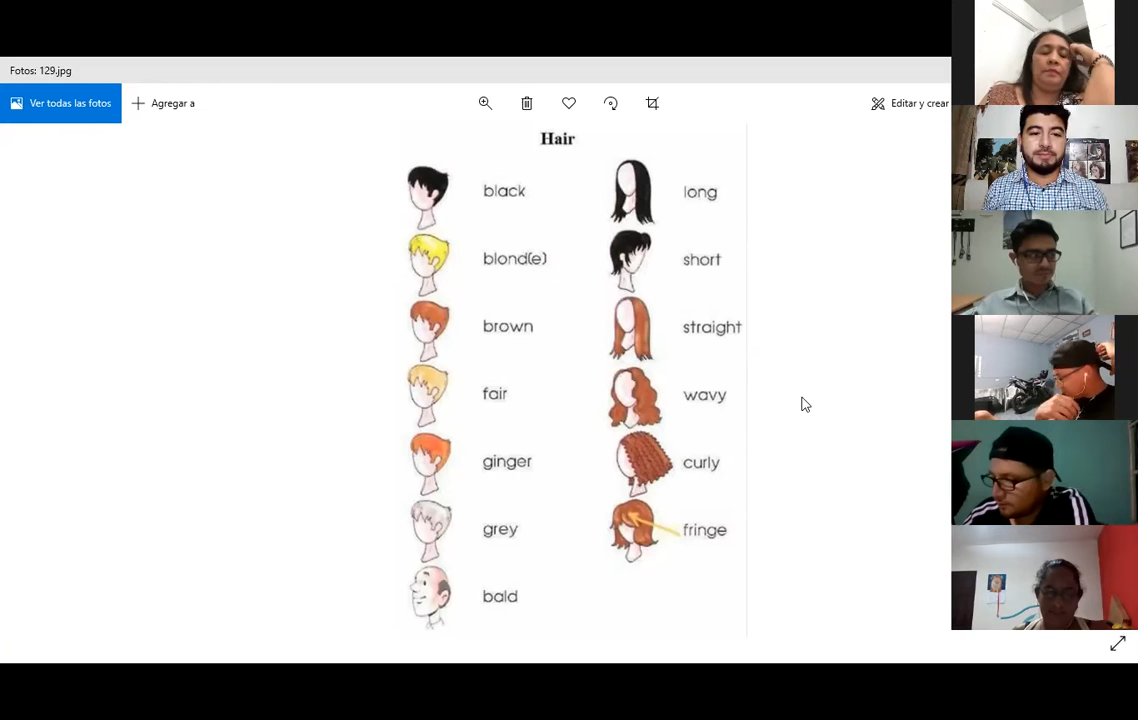 Fotos: 129.jpg
Ver todas las fotos
Agregar a
Editar y crear
Hair
black
blond(e)
brown
fair
ginger
grey
bald
long
short
straight
wavy
curly
fringe